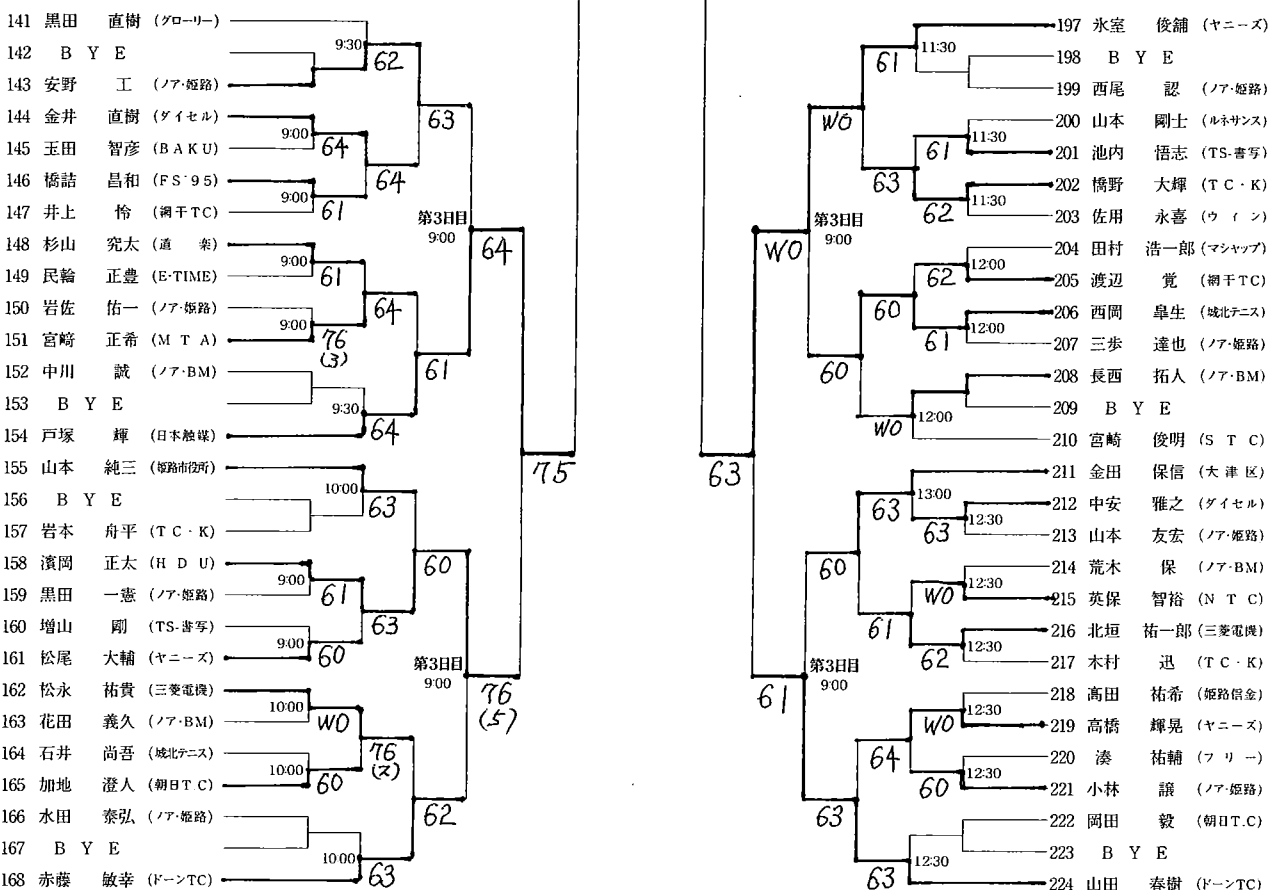 141 黒田 直樹 (グローリー)
142 B Y E
143 安野 工 (ノア・姫路)
144 金井 直樹 (ダイセル)
145 玉田 智彦 (BAKU)
146 橋詰 昌和 (FS'95)
147 井上 怜 (網干TC)
148 杉山 究太 (道 楽)
149 民輪 正豊 (E-TIME)
150 岩佐 佑一 (ノア・姫路)
151 宮﨑 正希 (M T A)
152 中川 誠 (ノア・BM)
153 B Y E
154 戸塚 輝 (日本触媒)
155 山本 純三 (姫路市役所)
156 B Y E
157 岩本 舟平 (T C・K)
158 濱岡 正太 (H D U)
159 黒田 一憲 (ノア・姫路)
160 増山 剛 (TS-書写)
161 松尾 大輔 (ヤニーズ)
162 松永 祐貴 (三菱電機)
163 花田 義久 (ノア・BM)
164 石井 尚吾 (城北テニス)
165 加地 澄人 (朝日T.C)
166 水田 泰弘 (ノア・姫路)
167 B Y E
168 赤藤 敏幸 (ドーンTC)
9:30
62
9:00
64
9:00
61
64
63
9:00
61
9:00
76
(3)
64
9:30
64
61
第3日目
9:00
64
10:00
63
9:00
61
9:00
60
63
60
10:00
WO
10:00
60
76
(2)
10:00
63
62
第3日目
9:00
76
(5)
75
197 氷室 俊舗 (ヤニーズ)
198 B Y E
199 西尾 認 (ノア・姫路)
200 山本 剛士 (ルネサンス)
201 池内 悟志 (TS-書写)
202 橋野 大輝 (T C・K)
203 佐用 永喜 (ウィン)
204 田村 浩一郎 (マシャップ)
205 渡辺 覚 (網干TC)
206 西岡 皐生 (城北テニス)
207 三歩 達也 (ノア・姫路)
208 長西 拓人 (ノア・BM)
209 B Y E
210 宮崎 俊明 (S T C)
211 金田 保信 (大津区)
212 中安 雅之 (ダイセル)
213 山本 友宏 (ノア・姫路)
214 荒木 保 (ノア・BM)
215 英保 智裕 (N T C)
216 北垣 祐一郎 (三菱電機)
217 木村 迅 (T C・K)
218 高田 祐希 (姫路信金)
219 高橋 輝晃 (ヤニーズ)
220 湊 祐輔 (フリー)
221 小林 譲 (ノア・姫路)
222 岡田 毅 (朝日T.C)
223 B Y E
224 山田 春樹 (ドーンTC)
11:30
61
11:30
61
11:30
62
63
WO
12:00
62
12:00
61
60
12:00
WO
60
第3日目
9:00
WO
13:00
63
12:30
63
12:30
WO
12:30
62
61
60
12:30
WO
12:30
60
64
12:30
63
63
第3日目
9:00
61
63